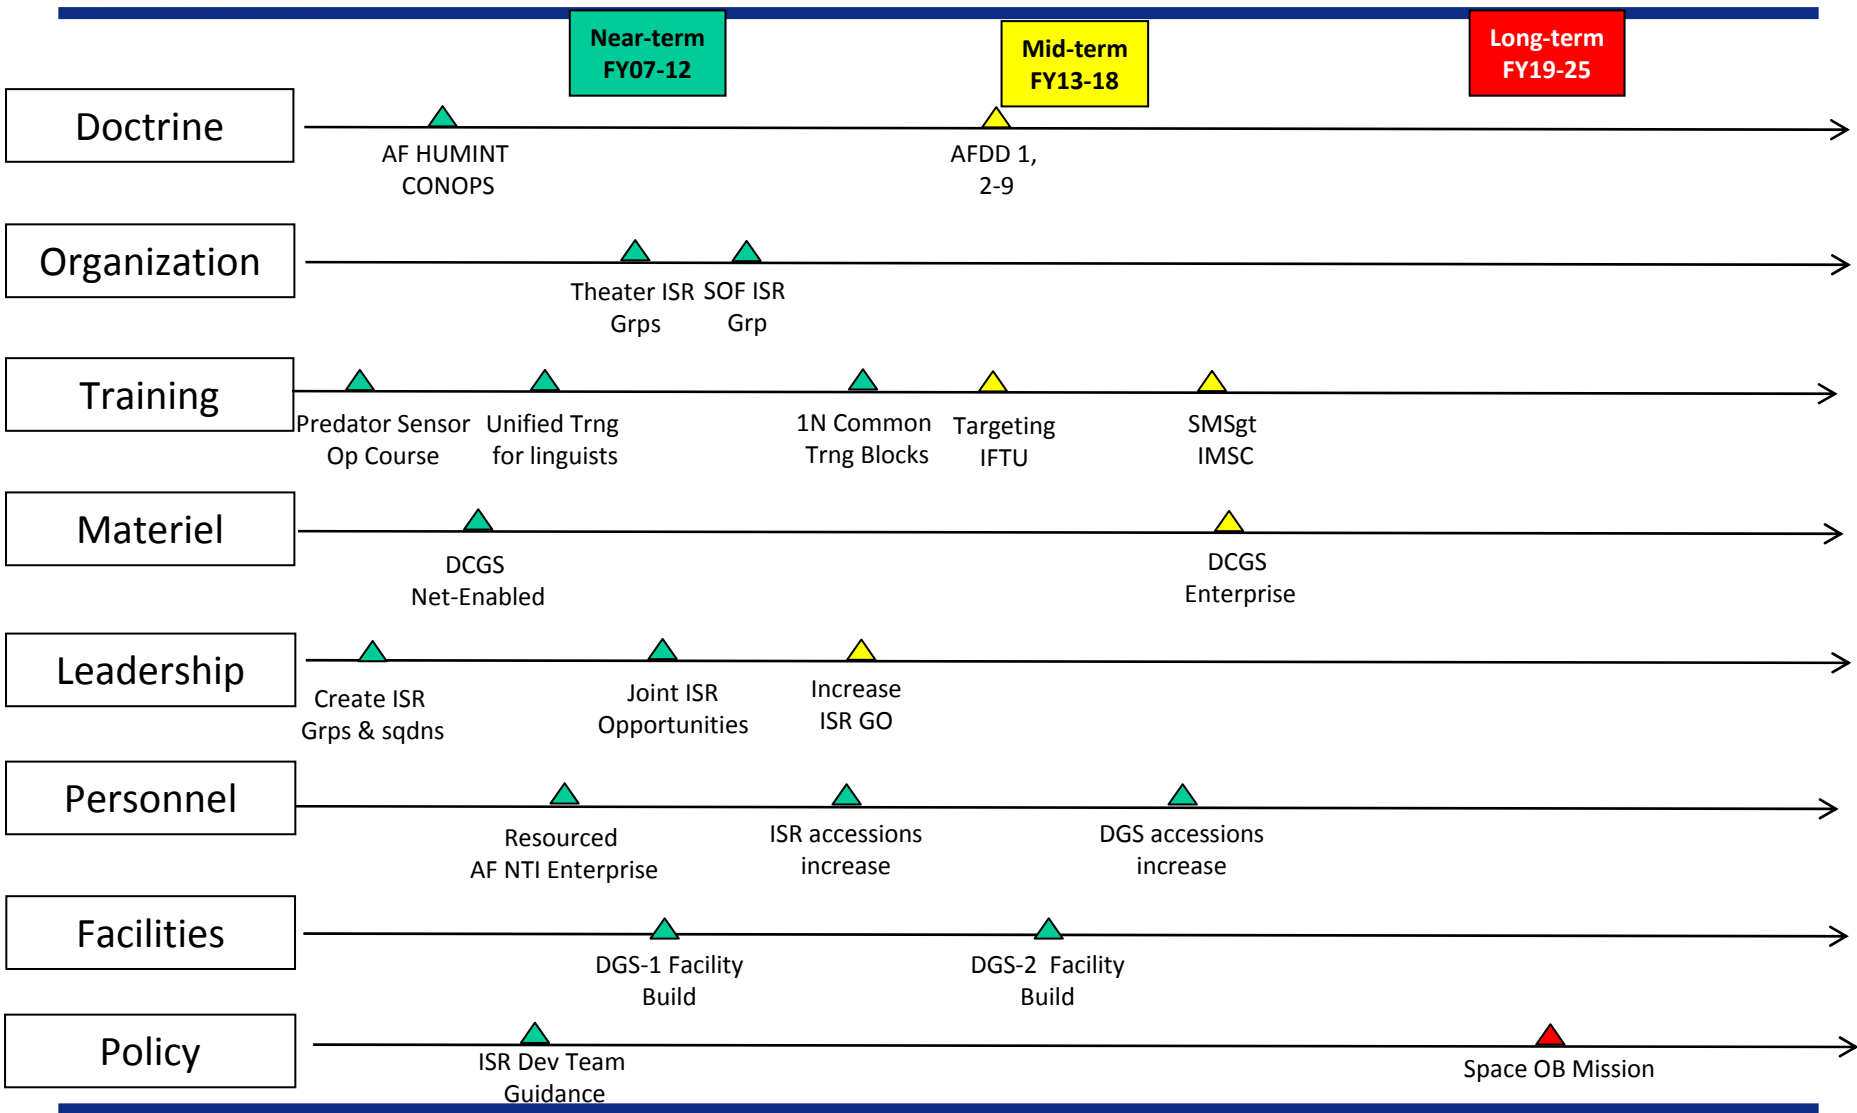 Near-term
FY07-12
Mid-term
FY13-18
Long-term
FY19-25
Doctrine
AF HUMINT
CONOPS
AFDD 1,
2-9
Organization
Theater ISR
Grps
SOF ISR
Grp
Training
Predator Sensor
Op Course
Unified Trng
for linguists
1N Common
Trng Blocks
Targeting
IFTU
SMSgt
IMSC
Materiel
DCGS
Net-Enabled
DCGS
Enterprise
Leadership
Create ISR
Grps & sqdns
Joint ISR
Opportunities
Increase
ISR GO
Personnel
Resourced
AF NTI Enterprise
ISR accessions
increase
DGS accessions
increase
Facilities
DGS-1 Facility
Build
DGS-2 Facility
Build
Policy
ISR Dev Team
Guidance
Space OB Mission